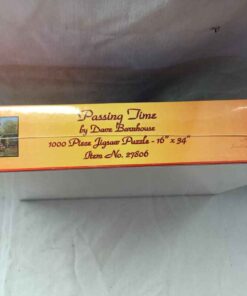 Passing Time
by Dave Barnhouse
1000 Piece Jigsaw Puzzle - 16" x 34"
Item No. 27806